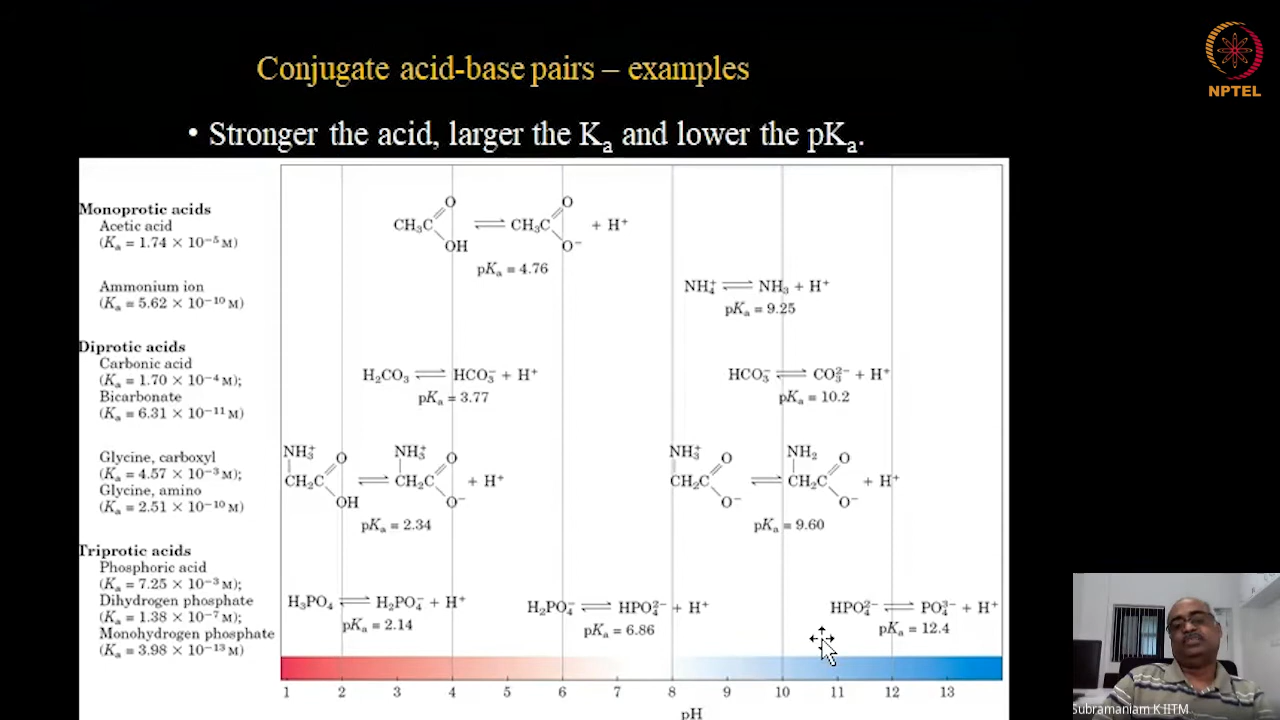 Conjugate acid-base pairs – examples
NPTEL
• Stronger the acid, larger the Kₐ and lower the pKₐ.
Monoprotic acids
Acetic acid
(Kₐ = 1.74 × 10⁻⁵ M)
CH₃C
O
OH
⇌
CH₃C
O
O⁻
+ H⁺
pKₐ = 4.76
Ammonium ion
(Kₐ = 5.62 × 10⁻¹⁰ M)
NH₄⁺ ⇌ NH₃ + H⁺
pKₐ = 9.25
Diprotic acids
Carbonic acid
(Kₐ = 1.70 × 10⁻⁴ M);
Bicarbonate
(Kₐ = 6.31 × 10⁻¹¹ M)
H₂CO₃ ⇌ HCO₃⁻ + H⁺
pKₐ = 3.77
HCO₃⁻ ⇌ CO₃²⁻ + H⁺
pKₐ = 10.2
Glycine, carboxyl
(Kₐ = 4.57 × 10⁻³ M);
Glycine, amino
(Kₐ = 2.51 × 10⁻¹⁰ M)
NH₃⁺
CH₂C
O
OH
⇌
NH₃⁺
CH₂C
O
O⁻
+ H⁺
pKₐ = 2.34
NH₃⁺
CH₂C
O
O⁻
⇌
NH₂
CH₂C
O
O⁻
+ H⁺
pKₐ = 9.60
Triprotic acids
Phosphoric acid
(Kₐ = 7.25 × 10⁻³ M);
Dihydrogen phosphate
(Kₐ = 1.38 × 10⁻⁷ M);
Monohydrogen phosphate
(Kₐ = 3.98 × 10⁻¹³ M)
H₃PO₄ ⇌ H₂PO₄⁻ + H⁺
pKₐ = 2.14
H₂PO₄⁻ ⇌ HPO₄²⁻ + H⁺
pKₐ = 6.86
HPO₄²⁻ ⇌ PO₄³⁻ + H⁺
pKₐ = 12.4
1 2 3 4 5 6 7 8 9 10 11 12 13
pH
Subramaniam K IITM